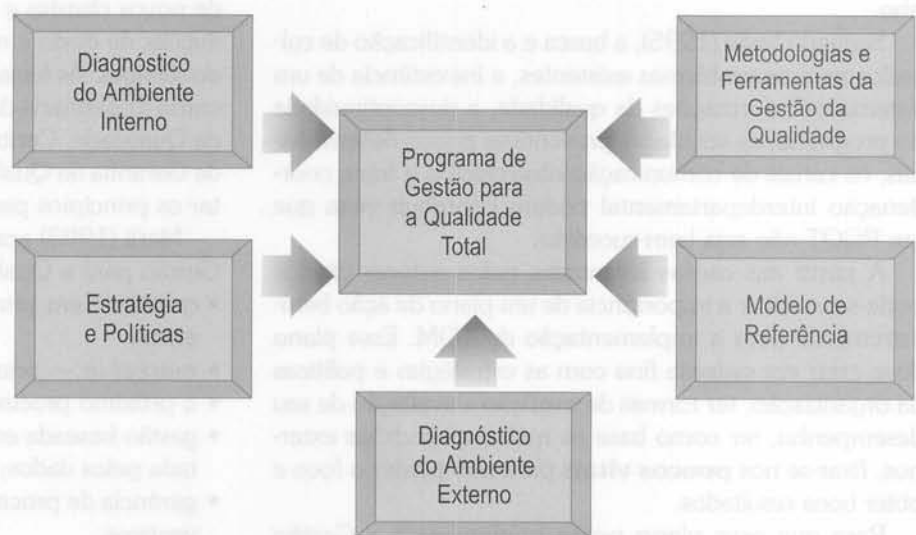 Diagnóstico
do Ambiente
Interno
Metodologias e
Ferramentas da
Gestão da
Qualidade
Programa de
Gestão para
a Qualidade
Total
Estratégia
e Políticas
Modelo de
Referência
Diagnóstico
do Ambiente
Externo